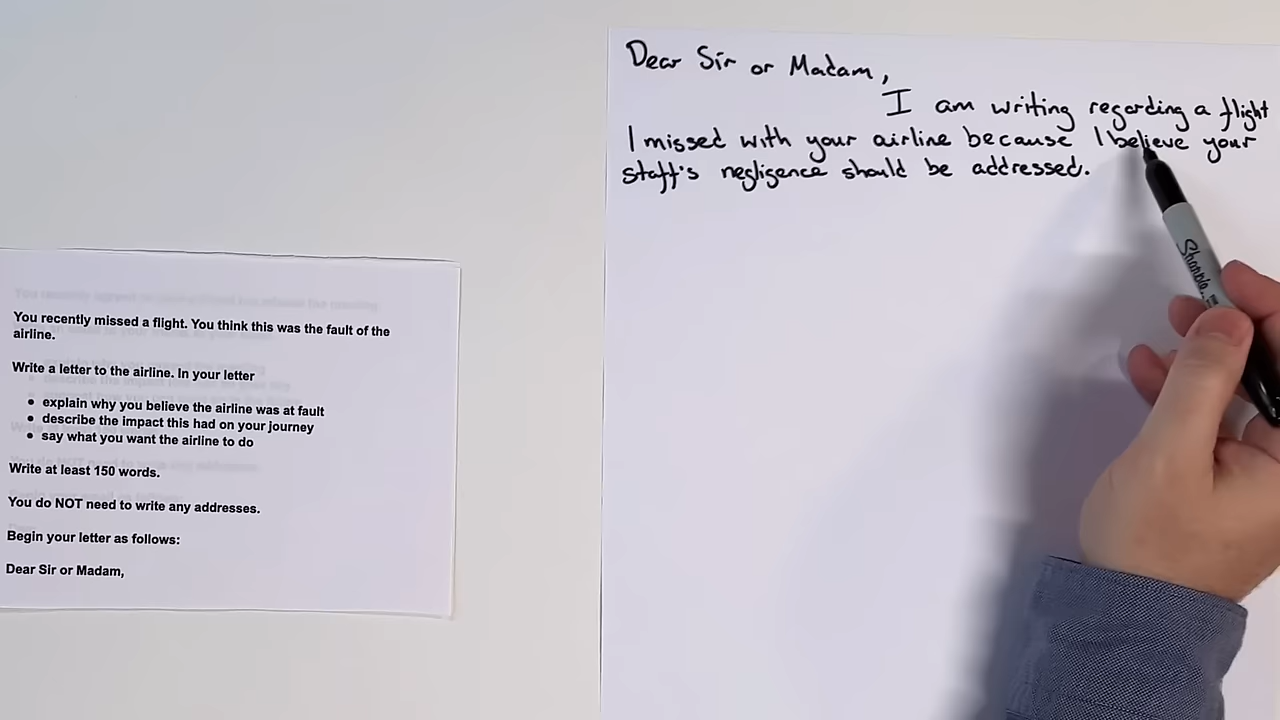 Dear Sir or Madam,
I am writing regarding a flight
I missed with your airline because I believe your
staff's negligence should be addressed.
Sharpie
You recently missed a flight. You think this was the fault of the
airline.
Write a letter to the airline. In your letter
• explain why you believe the airline was at fault
• describe the impact this had on your journey
• say what you want the airline to do
Write at least 150 words.
You do NOT need to write any addresses.
Begin your letter as follows:
Dear Sir or Madam,